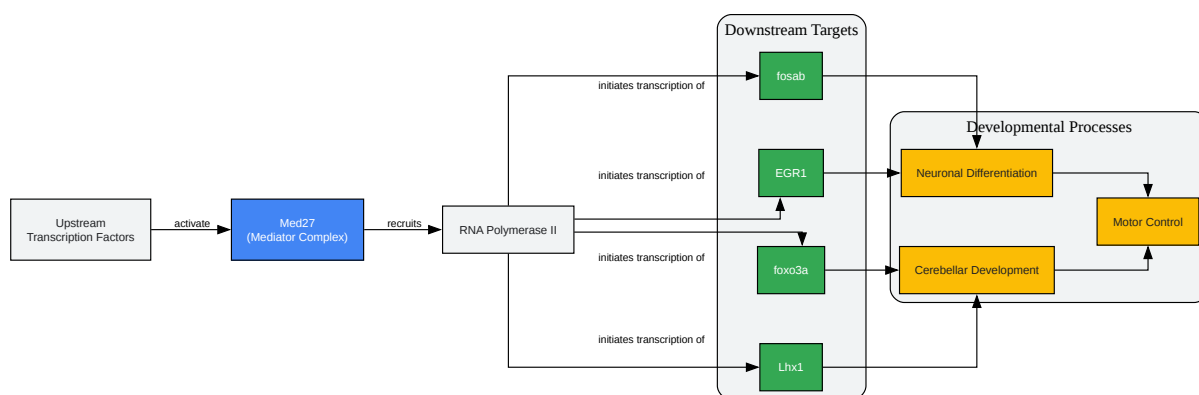 Downstream Targets
fosab
initiates transcription of
Developmental Processes
initiates transcription of
EGR1
Neuronal Differentiation
Upstream
Transcription Factors
activate
Med27
(Mediator Complex)
recruits
RNA Polymerase II
Motor Control
initiates transcription of
foxo3a
Cerebellar Development
initiates transcription of
Lhx1